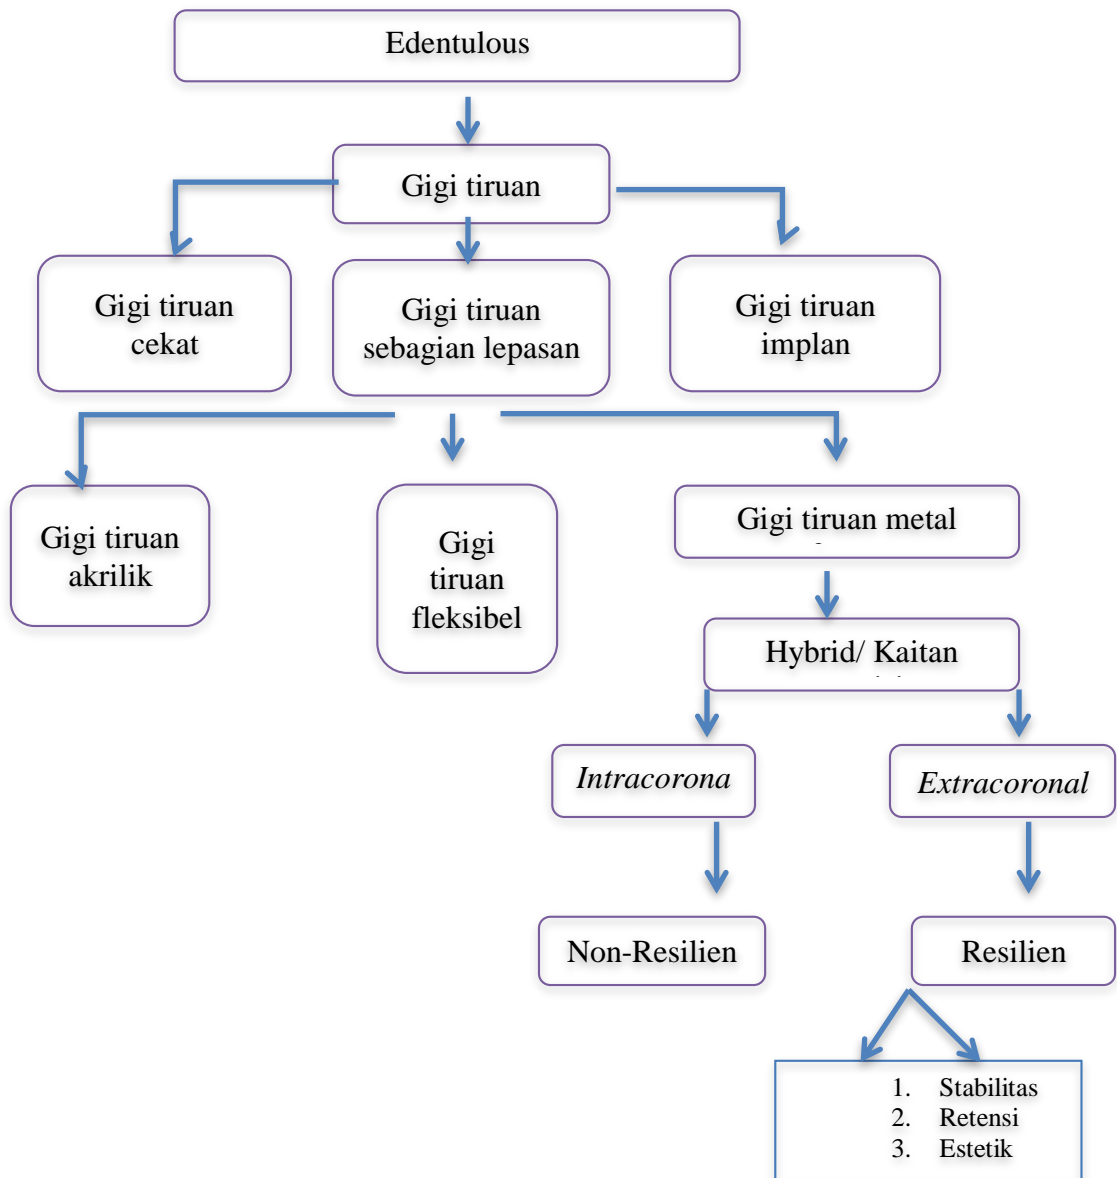 Edentulous
Gigi tiruan
Gigi tiruan
cekat
Gigi tiruan
sebagian lepasan
Gigi tiruan
implan
Gigi tiruan
akrilik
Gigi
tiruan
fleksibel
Gigi tiruan metal
Hybrid/ Kaitan
Intracorona
Extracoronal
Non-Resilien
Resilien
1. Stabilitas
2. Retensi
3. Estetik